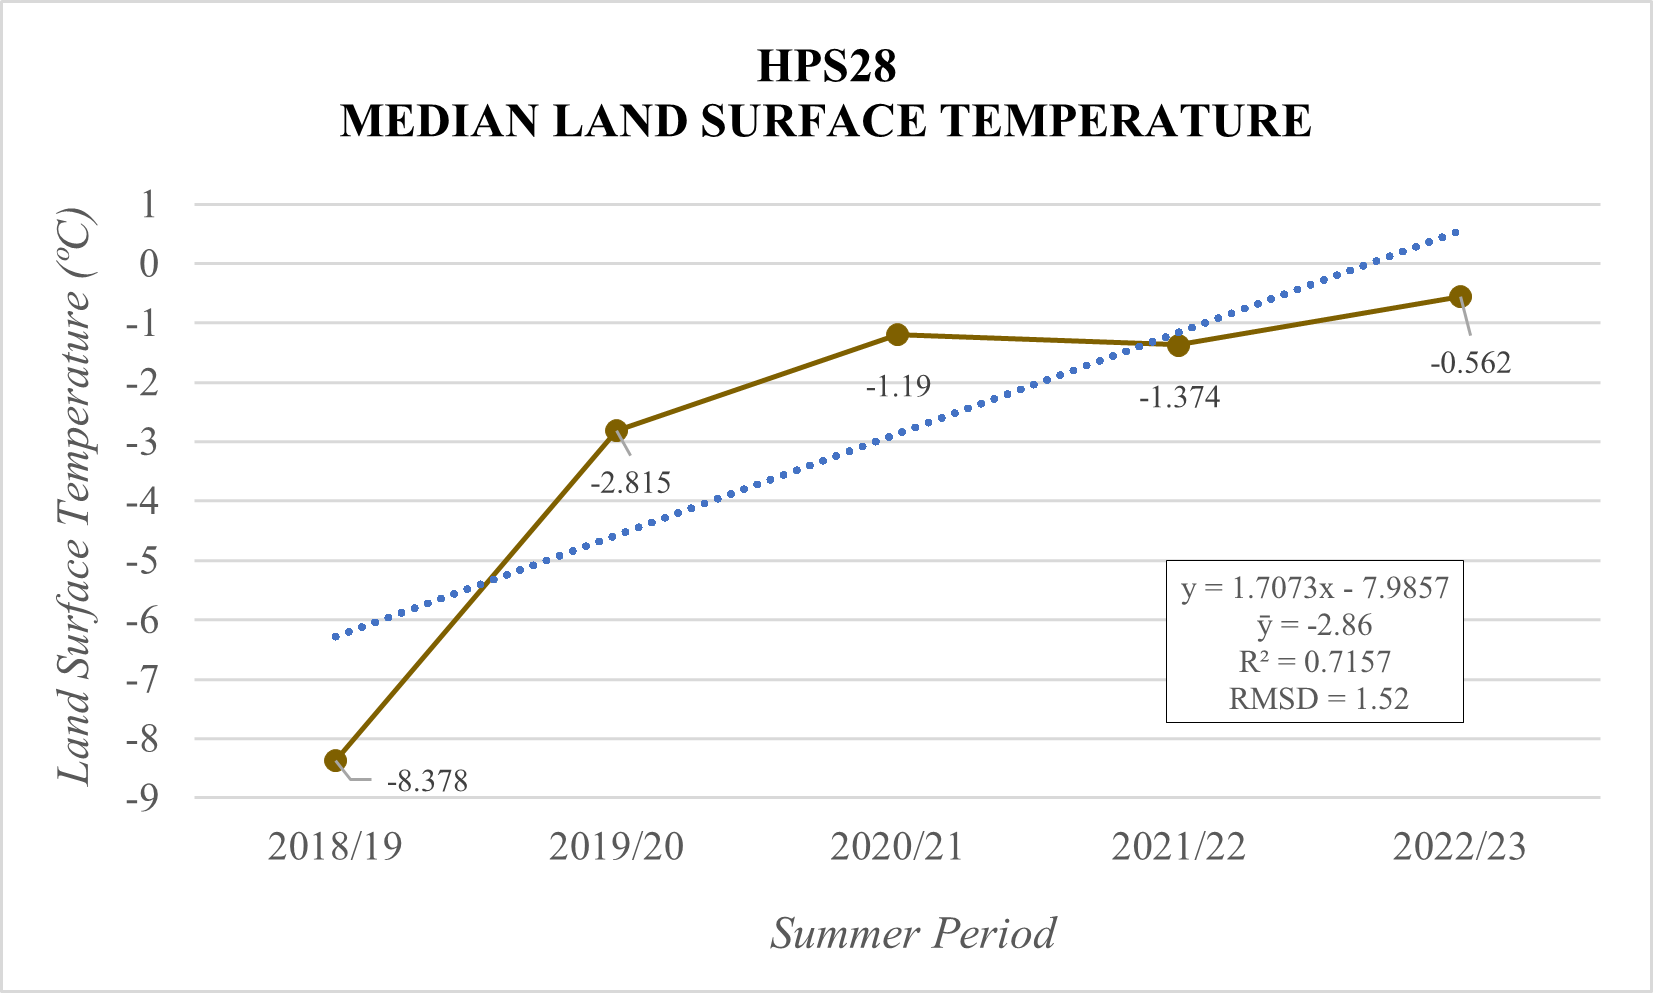 HPS28
MEDIAN LAND SURFACE TEMPERATURE
Land Surface Temperature (ºC)
1
0
-1
-2
-3
-4
-5
-6
-7
-8
-9
-8.378
-2.815
-1.19
-1.374
-0.562
y = 1.7073x - 7.9857
ȳ = -2.86
R² = 0.7157
RMSD = 1.52
2018/19 2019/20 2020/21 2021/22 2022/23
Summer Period